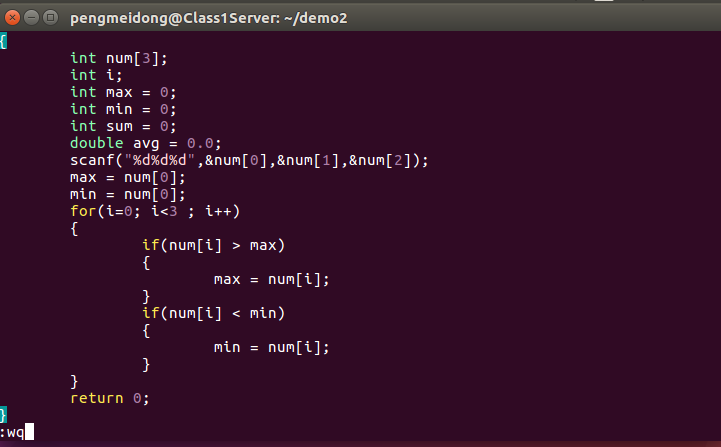 pengmeidong@Class1Server: ~/demo2
{
int num[3];
int i;
int max = 0;
int min = 0;
int sum = 0;
double avg = 0.0;
scanf("%d%d%d",&num[0],&num[1],&num[2]);
max = num[0];
min = num[0];
for(i=0; i<3 ; i++)
{
if(num[i] > max)
{
max = num[i];
}
if(num[i] < min)
{
min = num[i];
}
}
return 0;
}
:wq